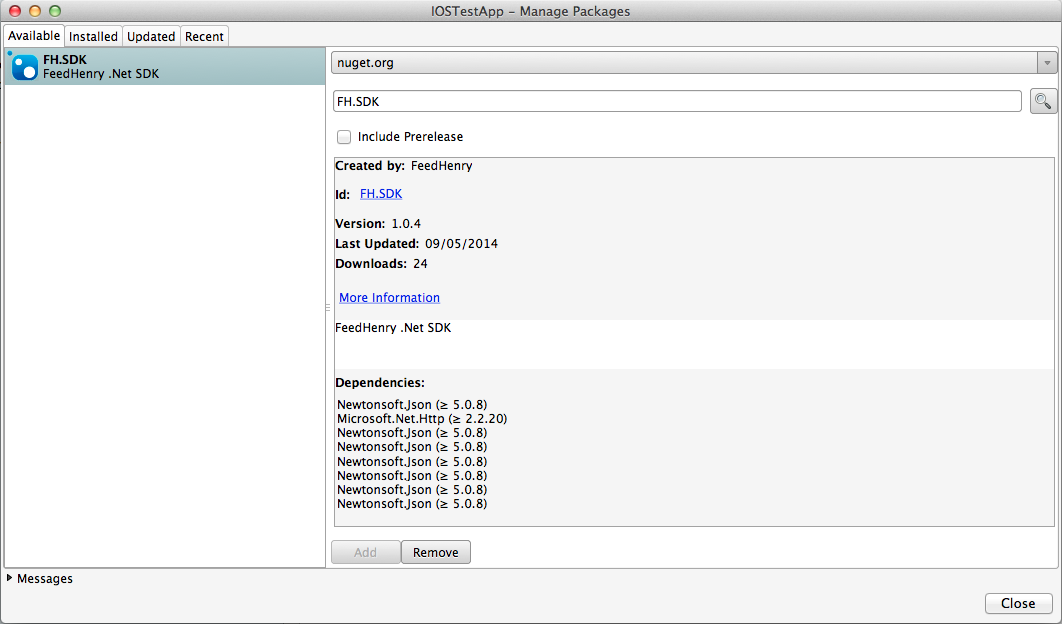 IOSTestApp – Manage Packages
Available Installed Updated Recent
FH.SDK
FeedHenry .Net SDK
nuget.org
FH.SDK
Include Prerelease
Created by: FeedHenry
Id: FH.SDK
Version: 1.0.4
Last Updated: 09/05/2014
Downloads: 24
More Information
FeedHenry .Net SDK
Dependencies:
Newtonsoft.Json (≥ 5.0.8)
Microsoft.Net.Http (≥ 2.2.20)
Newtonsoft.Json (≥ 5.0.8)
Newtonsoft.Json (≥ 5.0.8)
Newtonsoft.Json (≥ 5.0.8)
Newtonsoft.Json (≥ 5.0.8)
Newtonsoft.Json (≥ 5.0.8)
Newtonsoft.Json (≥ 5.0.8)
Add Remove
Messages
Close